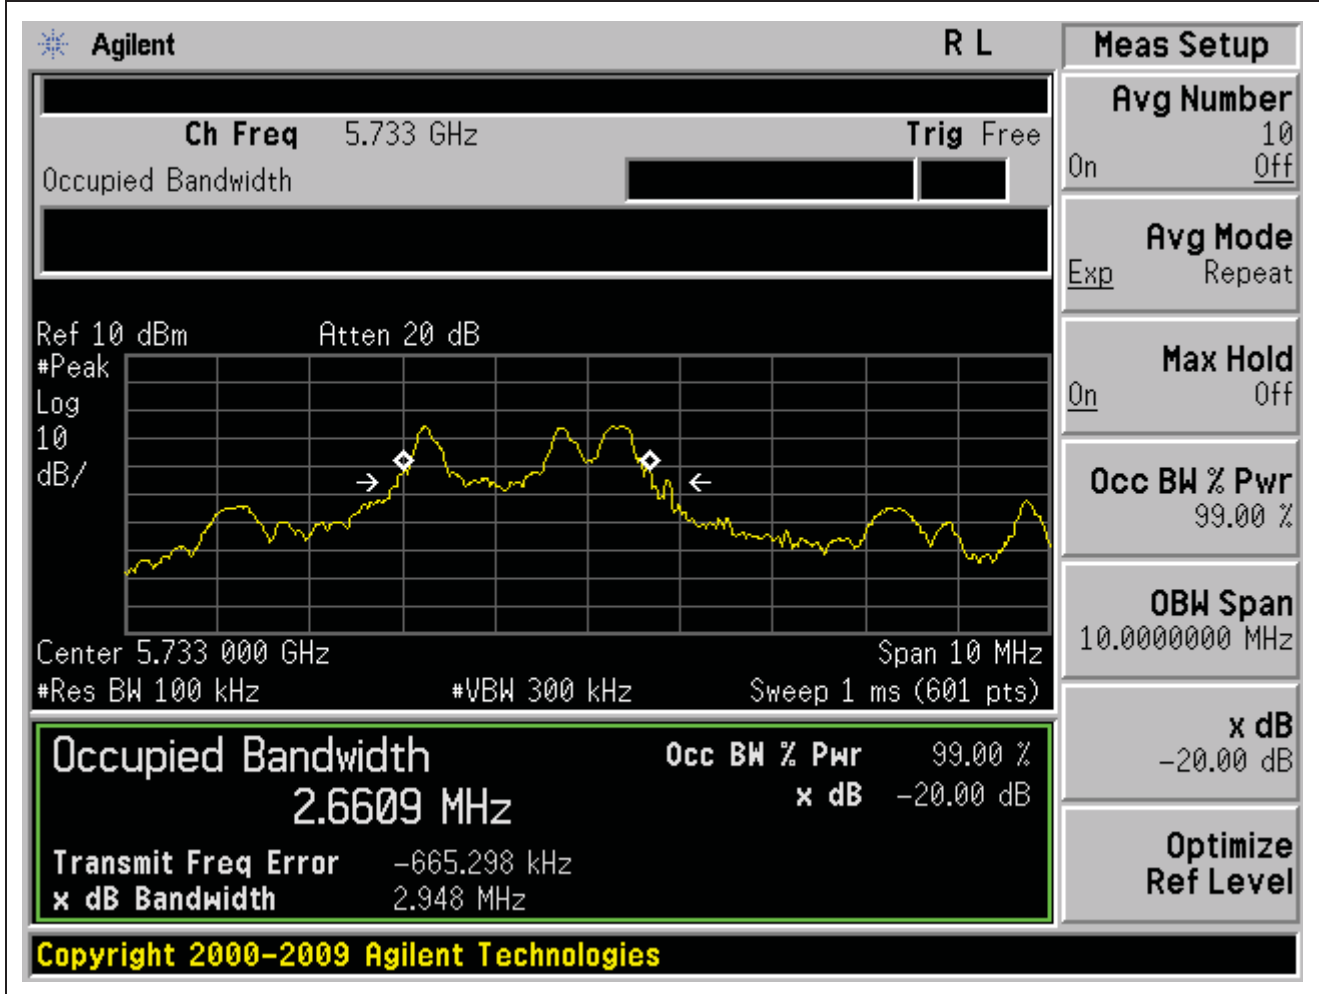 Agilent R L
Ch Freq 5.733 GHz Trig Free
Occupied Bandwidth
Ref 10 dBm Atten 20 dB
#Peak
Log
10
dB/
Center 5.733 000 GHz Span 10 MHz
#Res BW 100 kHz #VBW 300 kHz Sweep 1 ms (601 pts)
Occupied Bandwidth Occ BW % Pwr 99.00 %
2.6609 MHz x dB -20.00 dB
Transmit Freq Error -665.298 kHz
x dB Bandwidth 2.948 MHz
Copyright 2000-2009 Agilent Technologies
Meas Setup
Avg Number
10
On Off
Avg Mode
Exp Repeat
Max Hold
On Off
Occ BW % Pwr
99.00 %
OBW Span
10.0000000 MHz
x dB
-20.00 dB
Optimize
Ref Level